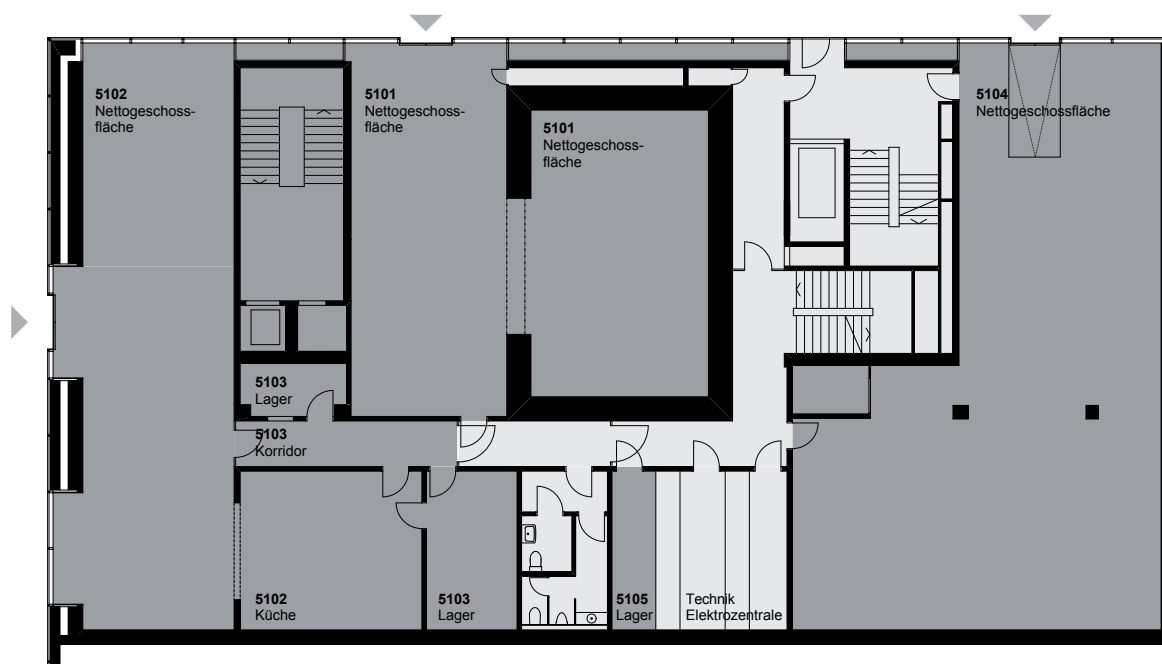 5102
Nettogeschoss-
fläche
5101
Nettogeschoss-
fläche
5101
Nettogeschoss-
fläche
5104
Nettogeschossfläche
5103
Lager
5103
Korridor
5102
Küche
5103
Lager
5105
Lager
Technik
Elektrozentrale